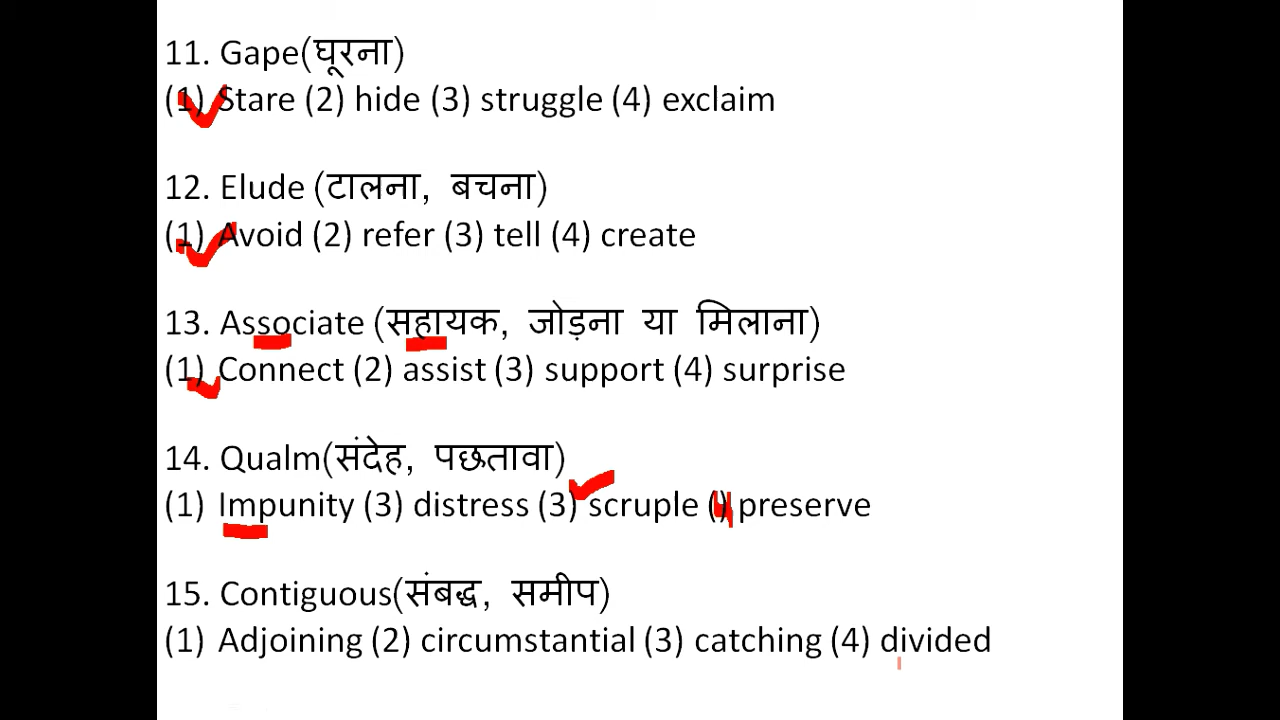 11. Gape(घूरना)
(1) Stare (2) hide (3) struggle (4) exclaim
12. Elude (टालना, बचना)
(1) Avoid (2) refer (3) tell (4) create
13. Associate (सहायक, जोड़ना या मिलाना)
(1) Connect (2) assist (3) support (4) surprise
14. Qualm(संदेह, पछतावा)
(1) Impunity (3) distress (3) scruple (4) preserve
15. Contiguous(संबद्ध, समीप)
(1) Adjoining (2) circumstantial (3) catching (4) divided